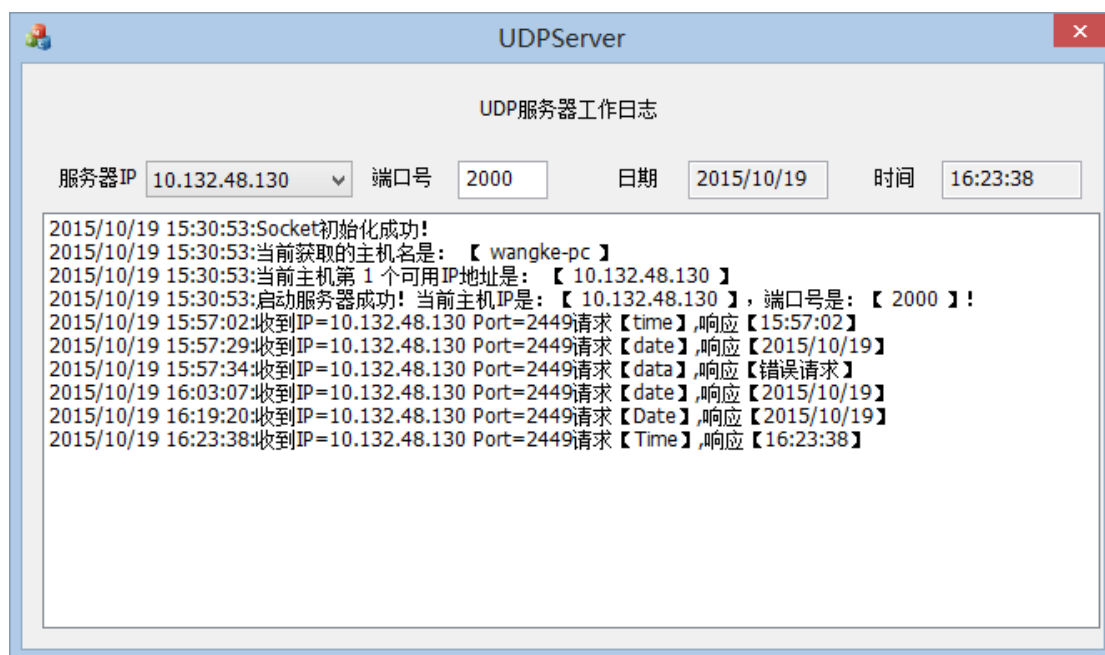 UDPServer
UDP服务器工作日志
服务器IP 10.132.48.130 端口号 2000 日期 2015/10/19 时间 16:23:38
2015/10/19 15:30:53:Socket初始化成功!
2015/10/19 15:30:53:当前获取的主机名是: 【 wangke-pc 】
2015/10/19 15:30:53:当前主机第 1 个可用IP地址是: 【 10.132.48.130 】
2015/10/19 15:30:53:启动服务器成功! 当前主机IP是: 【 10.132.48.130 】, 端口号是: 【 2000 】!
2015/10/19 15:57:02:收到IP=10.132.48.130 Port=2449请求【time】,响应【15:57:02】
2015/10/19 15:57:29:收到IP=10.132.48.130 Port=2449请求【date】,响应【2015/10/19】
2015/10/19 15:57:34:收到IP=10.132.48.130 Port=2449请求【data】,响应【错误请求】
2015/10/19 16:03:07:收到IP=10.132.48.130 Port=2449请求【date】,响应【2015/10/19】
2015/10/19 16:19:20:收到IP=10.132.48.130 Port=2449请求【Date】,响应【2015/10/19】
2015/10/19 16:23:38:收到IP=10.132.48.130 Port=2449请求【Time】,响应【16:23:38】